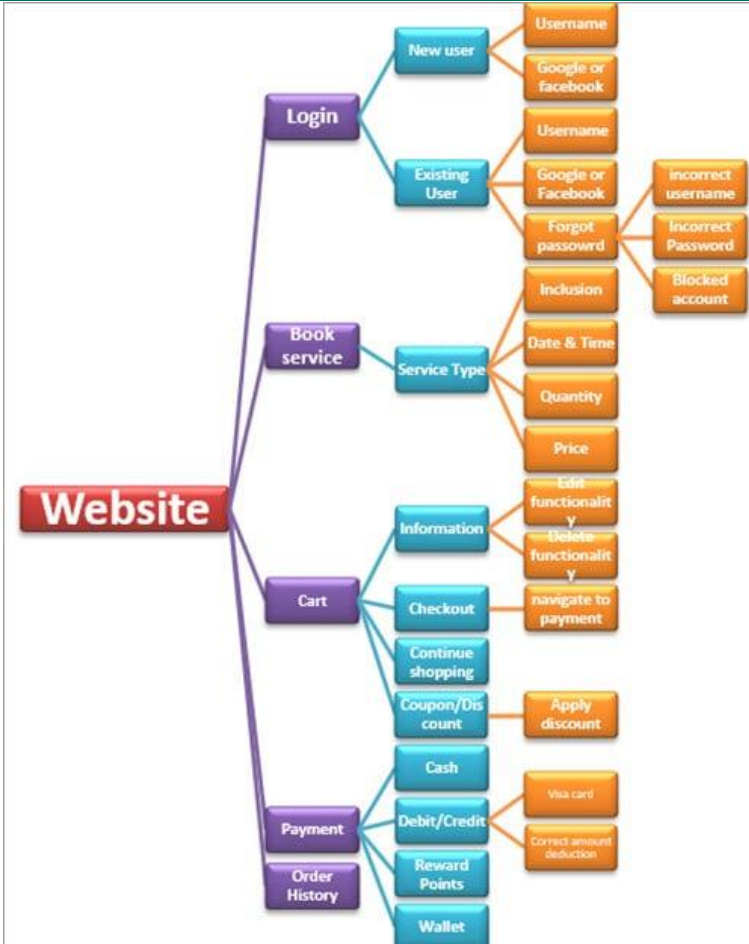 Website
Login
New user
Username
Google or
facebook
Existing
User
Username
Google or
Facebook
Forgot
passowrd
incorrect
username
Incorrect
Password
Blocked
account
Book
service
Service Type
Inclusion
Date & Time
Quantity
Price
Cart
Information
Edit
functionalit
y
Delete
functionalit
y
Checkout
navigate to
payment
Continue
shopping
Coupon/Dis
count
Apply
discount
Payment
Cash
Debit/Credit
Visa card
Correct amount
deduction
Reward
Points
Wallet
Order
History